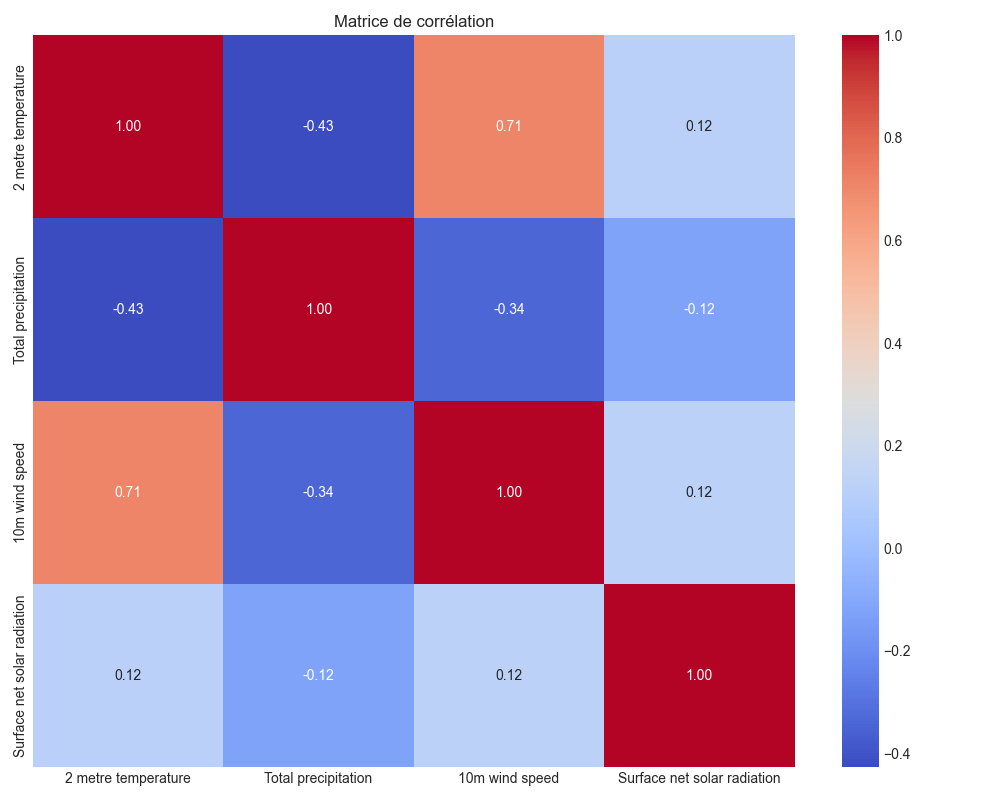 Matrice de corrélation
2 metre temperature
1.00
-0.43
0.71
0.12
Total precipitation
-0.43
1.00
-0.34
-0.12
10m wind speed
0.71
-0.34
1.00
0.12
Surface net solar radiation
0.12
-0.12
0.12
1.00
2 metre temperature
Total precipitation
10m wind speed
Surface net solar radiation
1.0
0.8
0.6
0.4
0.2
0.0
−0.2
−0.4